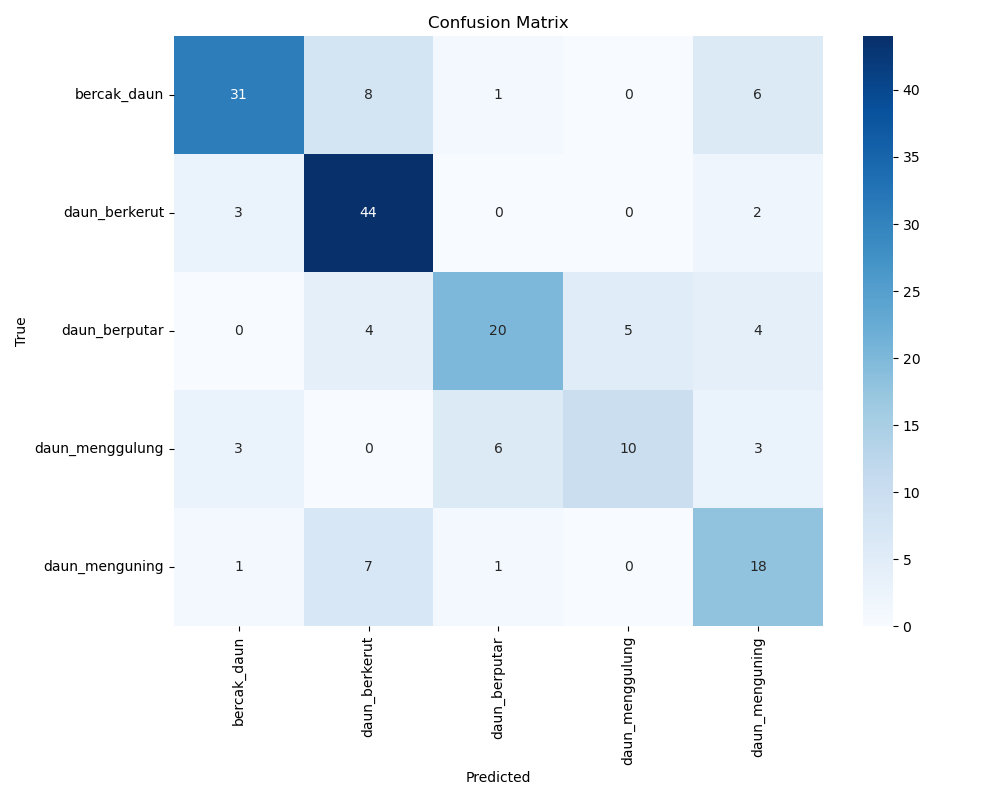 Confusion Matrix
True
bercak_daun 31 8 1 0 6
daun_berkerut 3 44 0 0 2
daun_berputar 0 4 20 5 4
daun_menggulung 3 0 6 10 3
daun_menguning 1 7 1 0 18
bercak_daun
daun_berkerut
daun_berputar
daun_menggulung
daun_menguning
Predicted
40
35
30
25
20
15
10
5
0